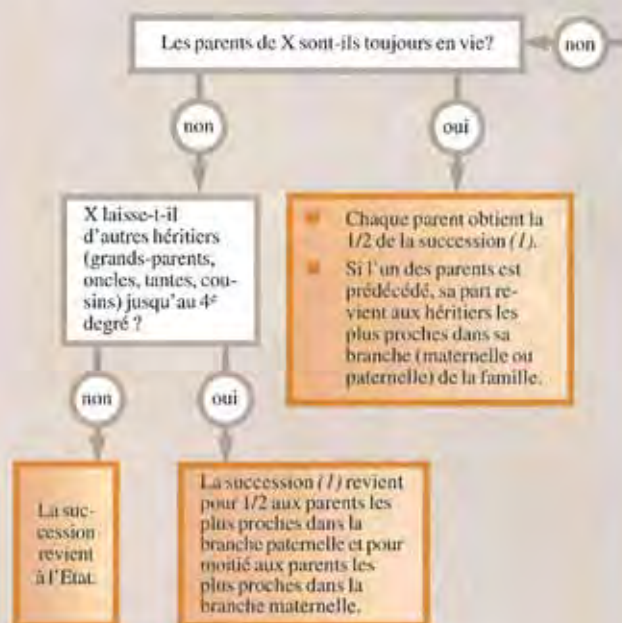 Les parents de X sont-ils toujours en vie?
non
non
oui
X laisse-t-il
d'autres héritiers
(grands-parents,
oncles, tantes, cou-
sins) jusqu'au 4e
degré ?
Chaque parent obtient la
1/2 de la succession (1).
Si l'un des parents est
prédécédé, sa part re-
vient aux héritiers les
plus proches dans sa
branche (maternelle ou
paternelle) de la famille.
non
oui
La suc-
cession
revient
à l'Etat.
La succession (1) revient
pour 1/2 aux parents les
plus proches dans la
branche paternelle et pour
moitié aux parents les
plus proches dans la
branche maternelle.